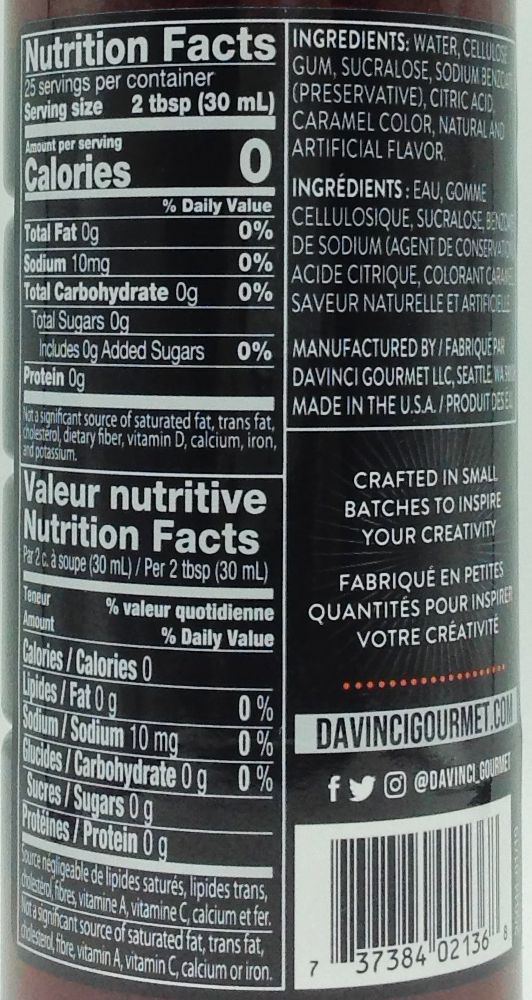 Nutrition Facts
25 servings per container
Serving size 2 tbsp (30 mL)
Amount per serving
Calories 0
% Daily Value
Total Fat 0g 0%
Sodium 10mg 0%
Total Carbohydrate 0g 0%
Total Sugars 0g
Includes 0g Added Sugars 0%
Protein 0g
Not a significant source of saturated fat, trans fat,
cholesterol, dietary fiber, vitamin D, calcium, iron,
and potassium.
Valeur nutritive
Nutrition Facts
Par 2 c. à soupe (30 mL) / Per 2 tbsp (30 mL)
Teneur % valeur quotidienne
Amount % Daily Value
Calories / Calories 0
Lipides / Fat 0 g 0 %
Sodium / Sodium 10 mg 0 %
Glucides / Carbohydrate 0 g 0 %
Sucres / Sugars 0 g
Protéines / Protein 0 g
Source négligeable de lipides saturés, lipides trans,
cholestérol, fibres, vitamine A, vitamine C, calcium et fer.
Not a significant source of saturated fat, trans fat,
cholesterol, fibre, vitamin A, vitamin C, calcium or iron.
INGREDIENTS: WATER, CELLULOSE
GUM, SUCRALOSE, SODIUM
(PRESERVATIVE), CITRIC ACID,
CARAMEL COLOR, NATURAL AND
ARTIFICIAL FLAVOR.
INGRÉDIENTS : EAU, GOMME
CELLULOSIQUE, SUCRALOSE,
DE SODIUM (AGENT DE
ACIDE CITRIQUE, COLORANT
SAVEUR NATURELLE ET ARTIFICIELLE
MANUFACTURED BY / FABRIQUÉ PAR
DAVINCI GOURMET LLC, SEATTLE, WA
MADE IN THE U.S.A. / PRODUIT DES
CRAFTED IN SMALL
BATCHES TO INSPIRE
YOUR CREATIVITY
FABRIQUÉ EN PETITES
QUANTITÉS POUR INSPIRER
VOTRE CRÉATIVITÉ
DAVINCIGOURMET.COM
@DAVINCI_GOURMET
7 37384 02136 8